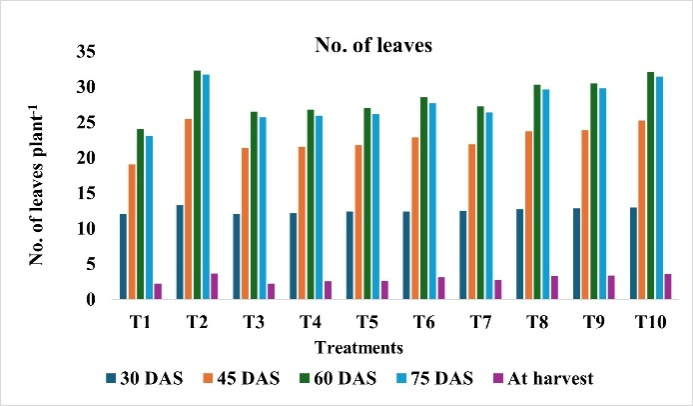 No. of leaves
35
30
25
20
15
10
5
0
No. of leaves plant-1
T1 T2 T3 T4 T5 T6 T7 T8 T9 T10
Treatments
30 DAS 45 DAS 60 DAS 75 DAS At harvest